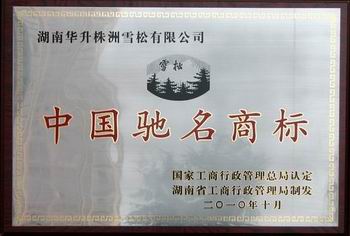 湖南华升株洲雪松有限公司
雪松
中国驰名商标
国家工商行政管理总局认定
湖南省工商行政管理局制发
二〇一〇年十月